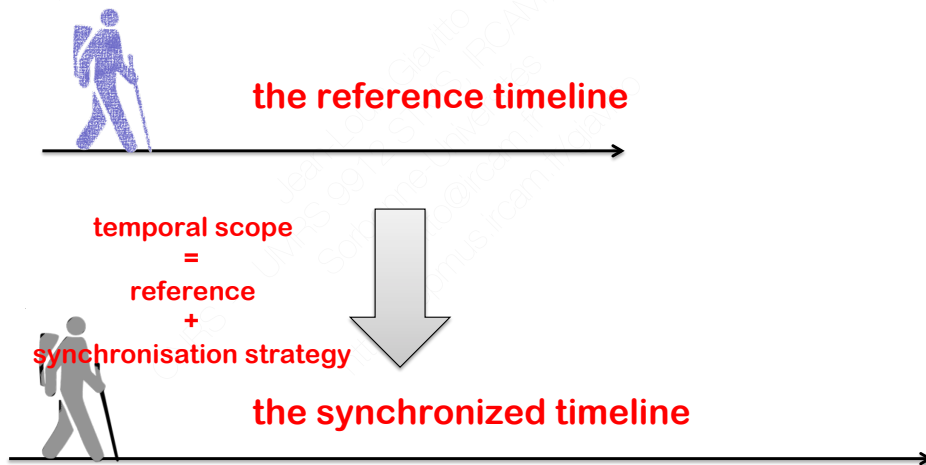 the reference timeline
temporal scope
=
reference
+
synchronisation strategy
the synchronized timeline